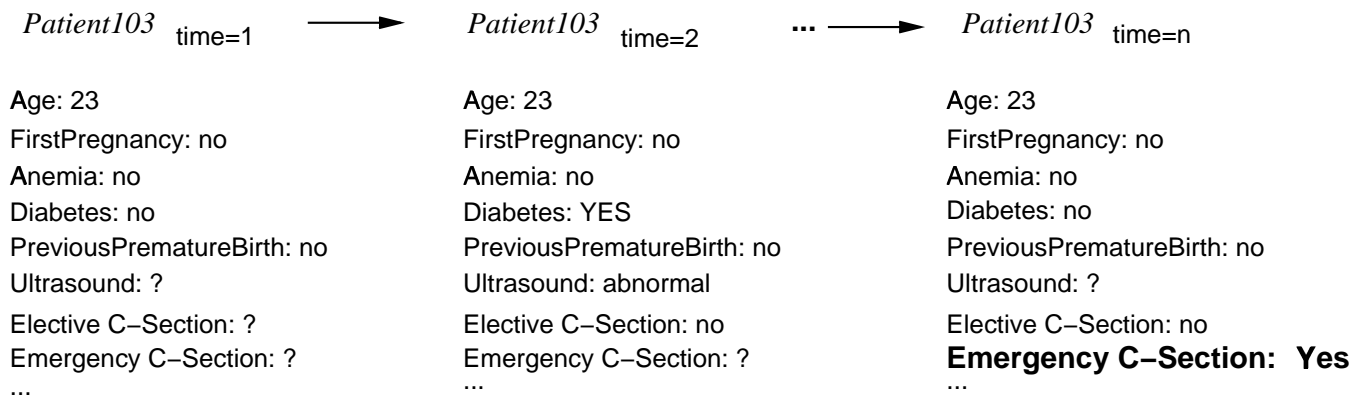 Patient103 time=1 Patient103 time=2 ... Patient103 time=n
Age: 23 Age: 23 Age: 23
FirstPregnancy: no FirstPregnancy: no FirstPregnancy: no
Anemia: no Anemia: no Anemia: no
Diabetes: no Diabetes: YES Diabetes: no
PreviousPrematureBirth: no PreviousPrematureBirth: no PreviousPrematureBirth: no
Ultrasound: ? Ultrasound: abnormal Ultrasound: ?
Elective C−Section: ? Elective C−Section: no Elective C−Section: no
Emergency C−Section: ? Emergency C−Section: ? Emergency C−Section: Yes
... ... ...